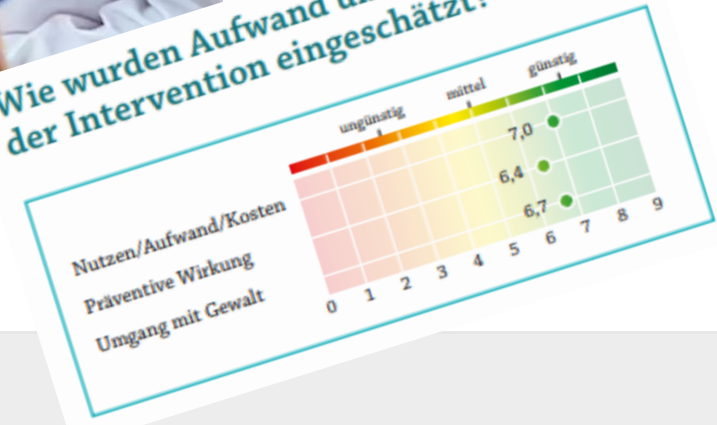 Wie wurden Aufwand
der Intervention eingeschätzt?
ungünstig mittel günstig
Nutzen/Aufwand/Kosten 7,0
Präventive Wirkung 6,4
Umgang mit Gewalt 6,7
0 1 2 3 4 5 6 7 8 9